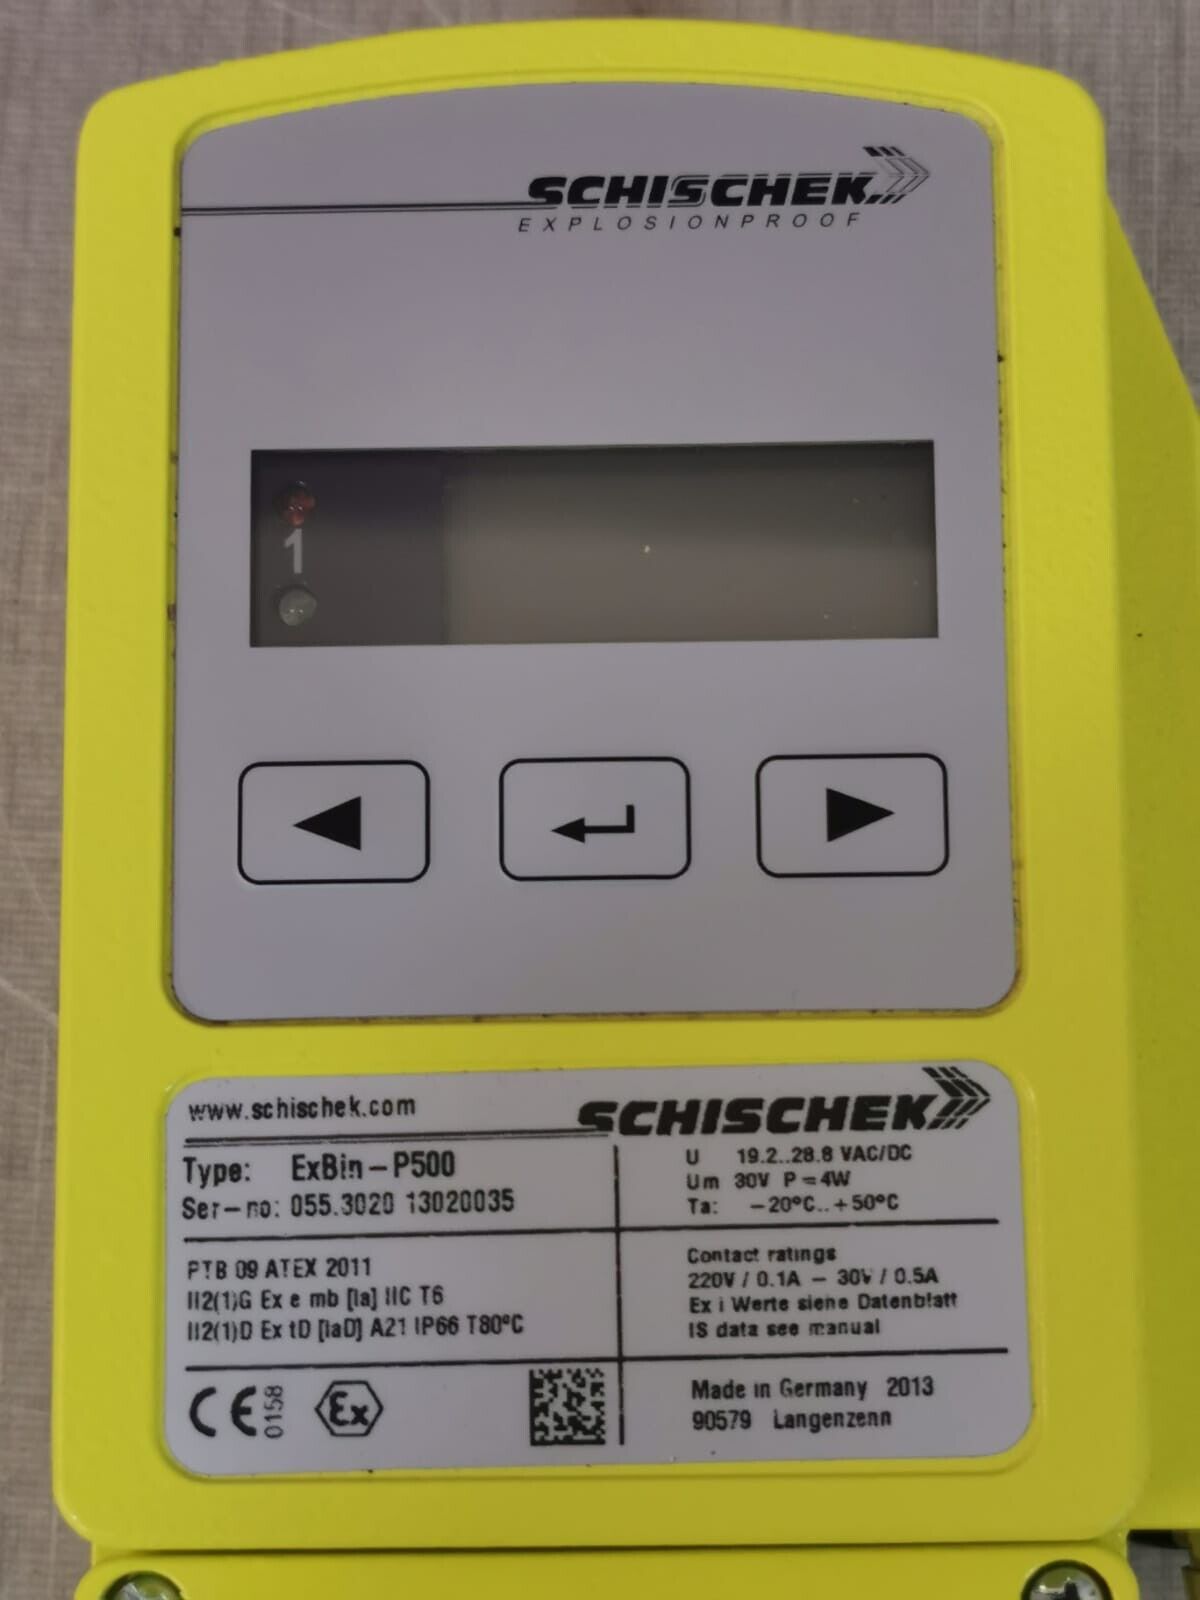 SCHISCHEK
EXPLOSIONPROOF
1
www.schischek.com
SCHISCHEK
Type: ExBin-P500
Ser-no: 055.3020 13020035
U 19.2..28.8 VAC/DC
Um 30V P=4W
Ta: -20°C..+50°C
PTB 09 ATEX 2011
II2(1)G Ex e mb [ia] IIC T6
II2(1)D Ex tD [iaD] A21 IP66 T80°C
Contact ratings
220V / 0.1A - 30V / 0.5A
Ex i Werte siehe Datenblatt
IS data see manual
CE 0158
Ex
Made in Germany 2013
90579 Langenzenn